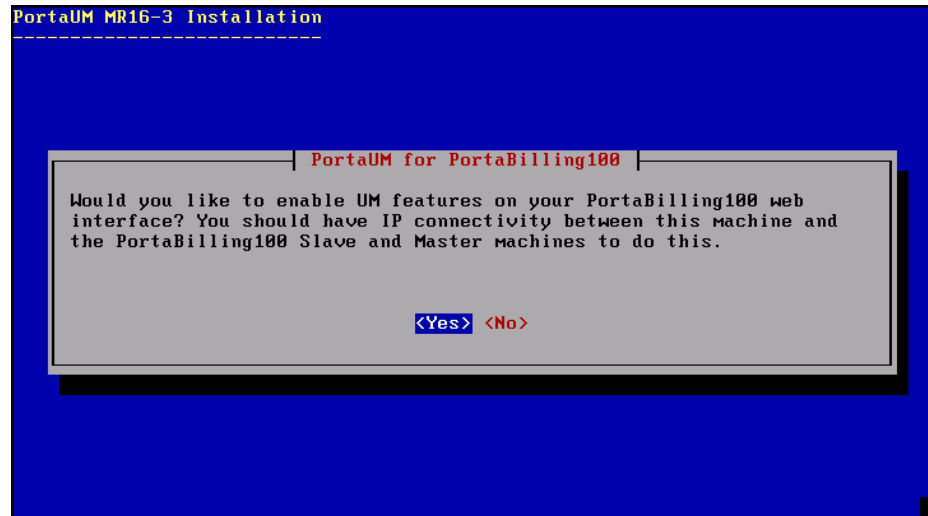 PortaUM MR16-3 Installation
----------------------------
PortaUM for PortaBilling100
Would you like to enable UM features on your PortaBilling100 web
interface? You should have IP connectivity between this machine and
the PortaBilling100 Slave and Master machines to do this.
<Yes> <No>